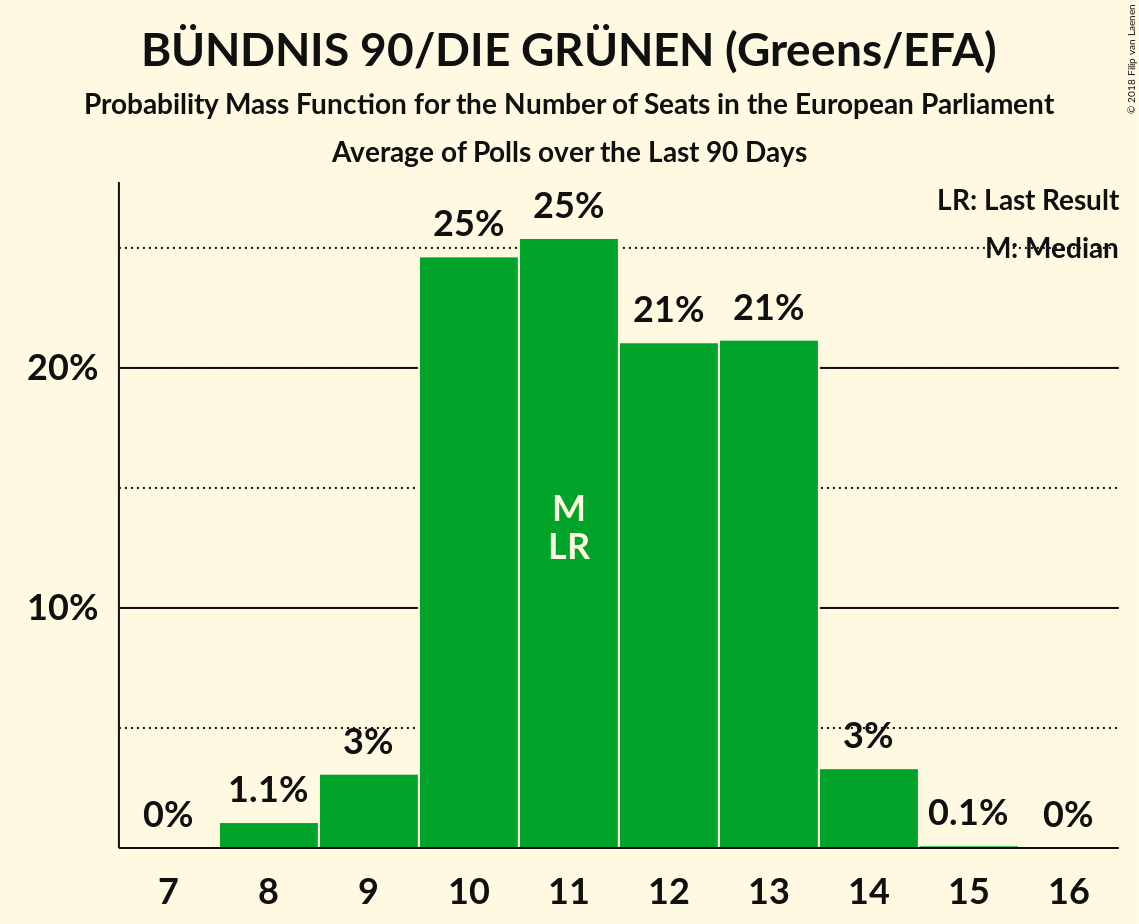 BÜNDNIS 90/DIE GRÜNEN (Greens/EFA)
Probability Mass Function for the Number of Seats in the European Parliament
Average of Polls over the Last 90 Days
© 2018 Filip van Laenen
LR: Last Result
M: Median
20%
10%
0%
1.1%
3%
25%
25%
21%
21%
3%
0.1%
0%
M
LR
7 8 9 10 11 12 13 14 15 16